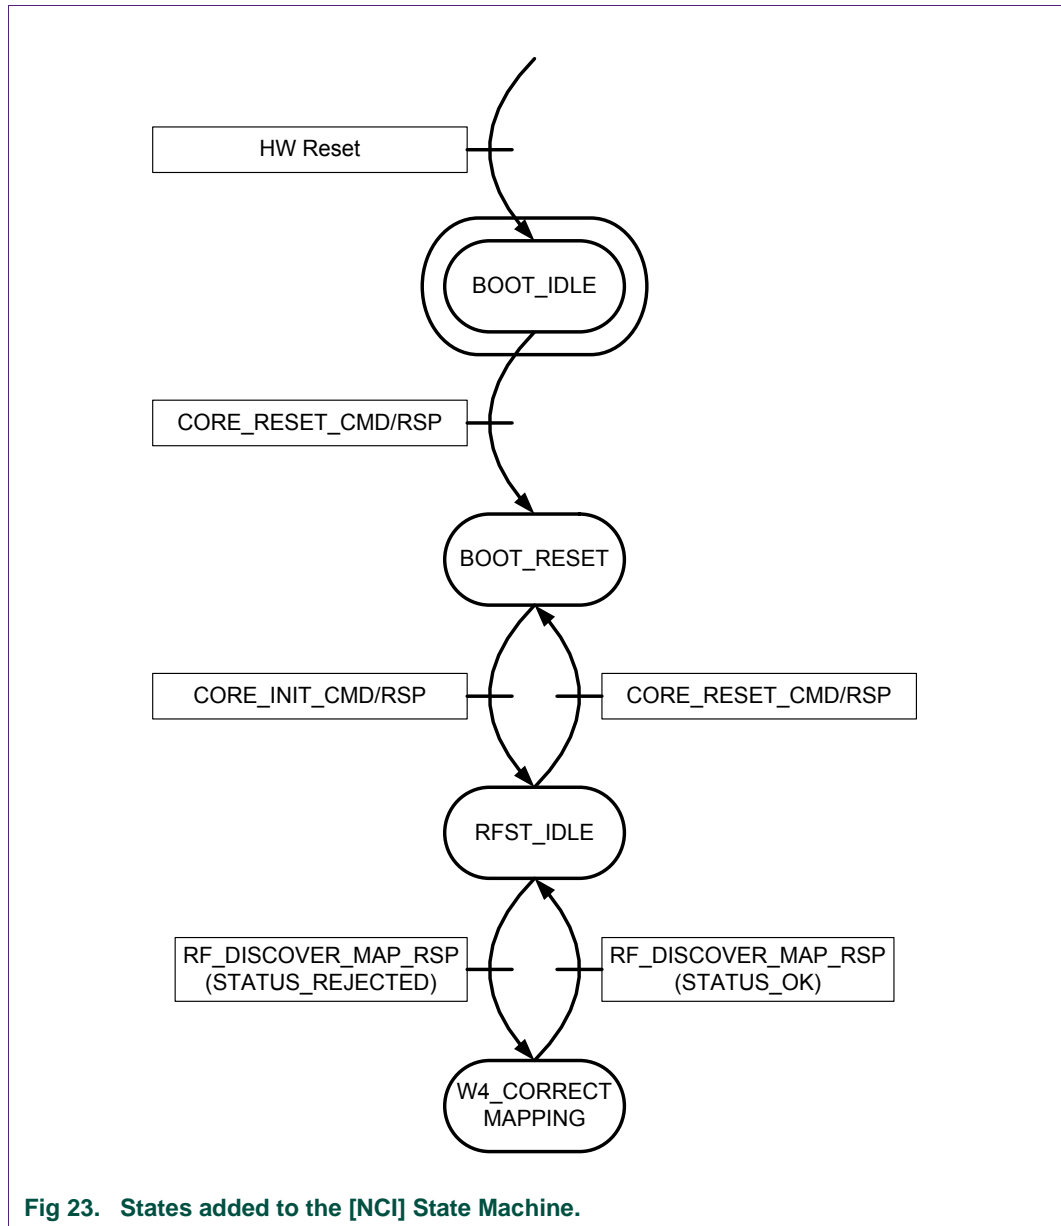 HW Reset
BOOT_IDLE
CORE_RESET_CMD/RSP
BOOT_RESET
CORE_INIT_CMD/RSP
CORE_RESET_CMD/RSP
RFST_IDLE
RF_DISCOVER_MAP_RSP
(STATUS_REJECTED)
RF_DISCOVER_MAP_RSP
(STATUS_OK)
W4_CORRECT
MAPPING
Fig 23. States added to the [NCI] State Machine.